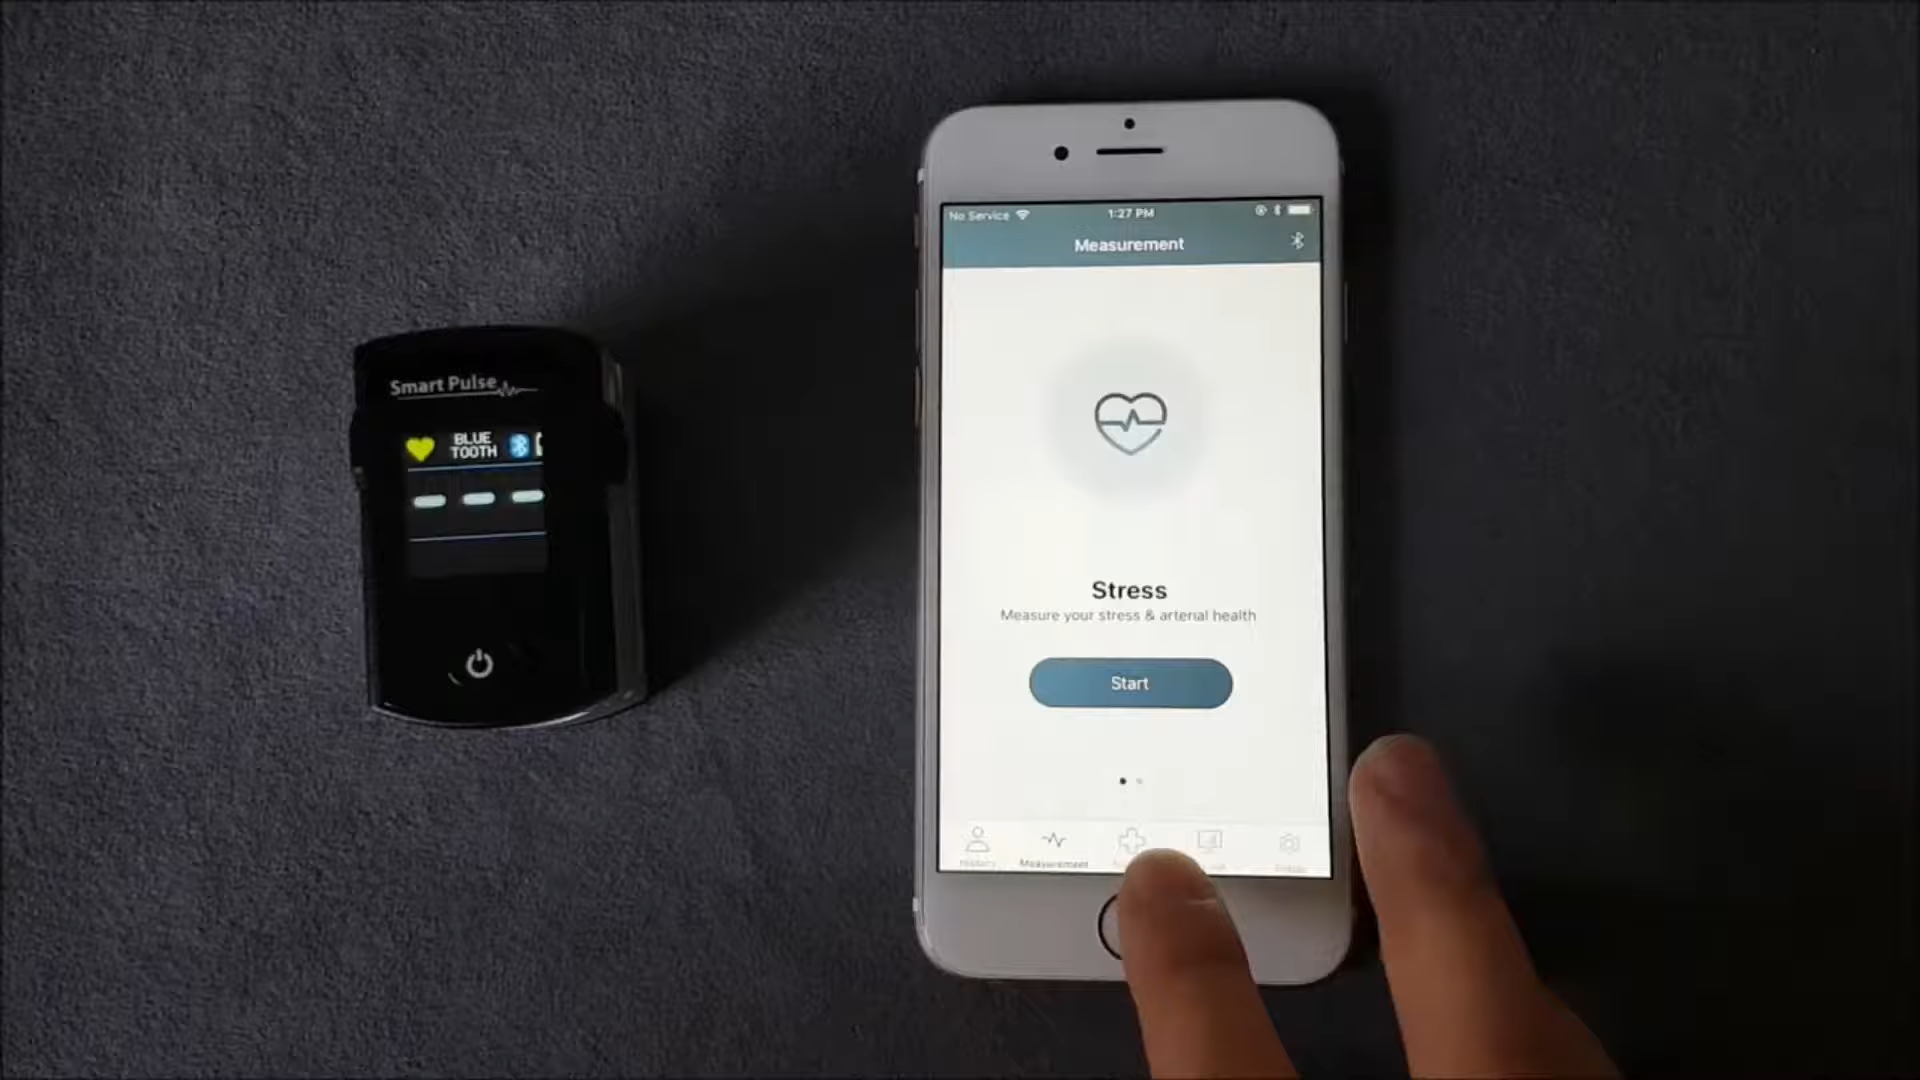 Smart Pulse
BLUE
TOOTH
No Service
1:27 PM
Measurement
Stress
Measure your stress & arterial health
Start
Measurement